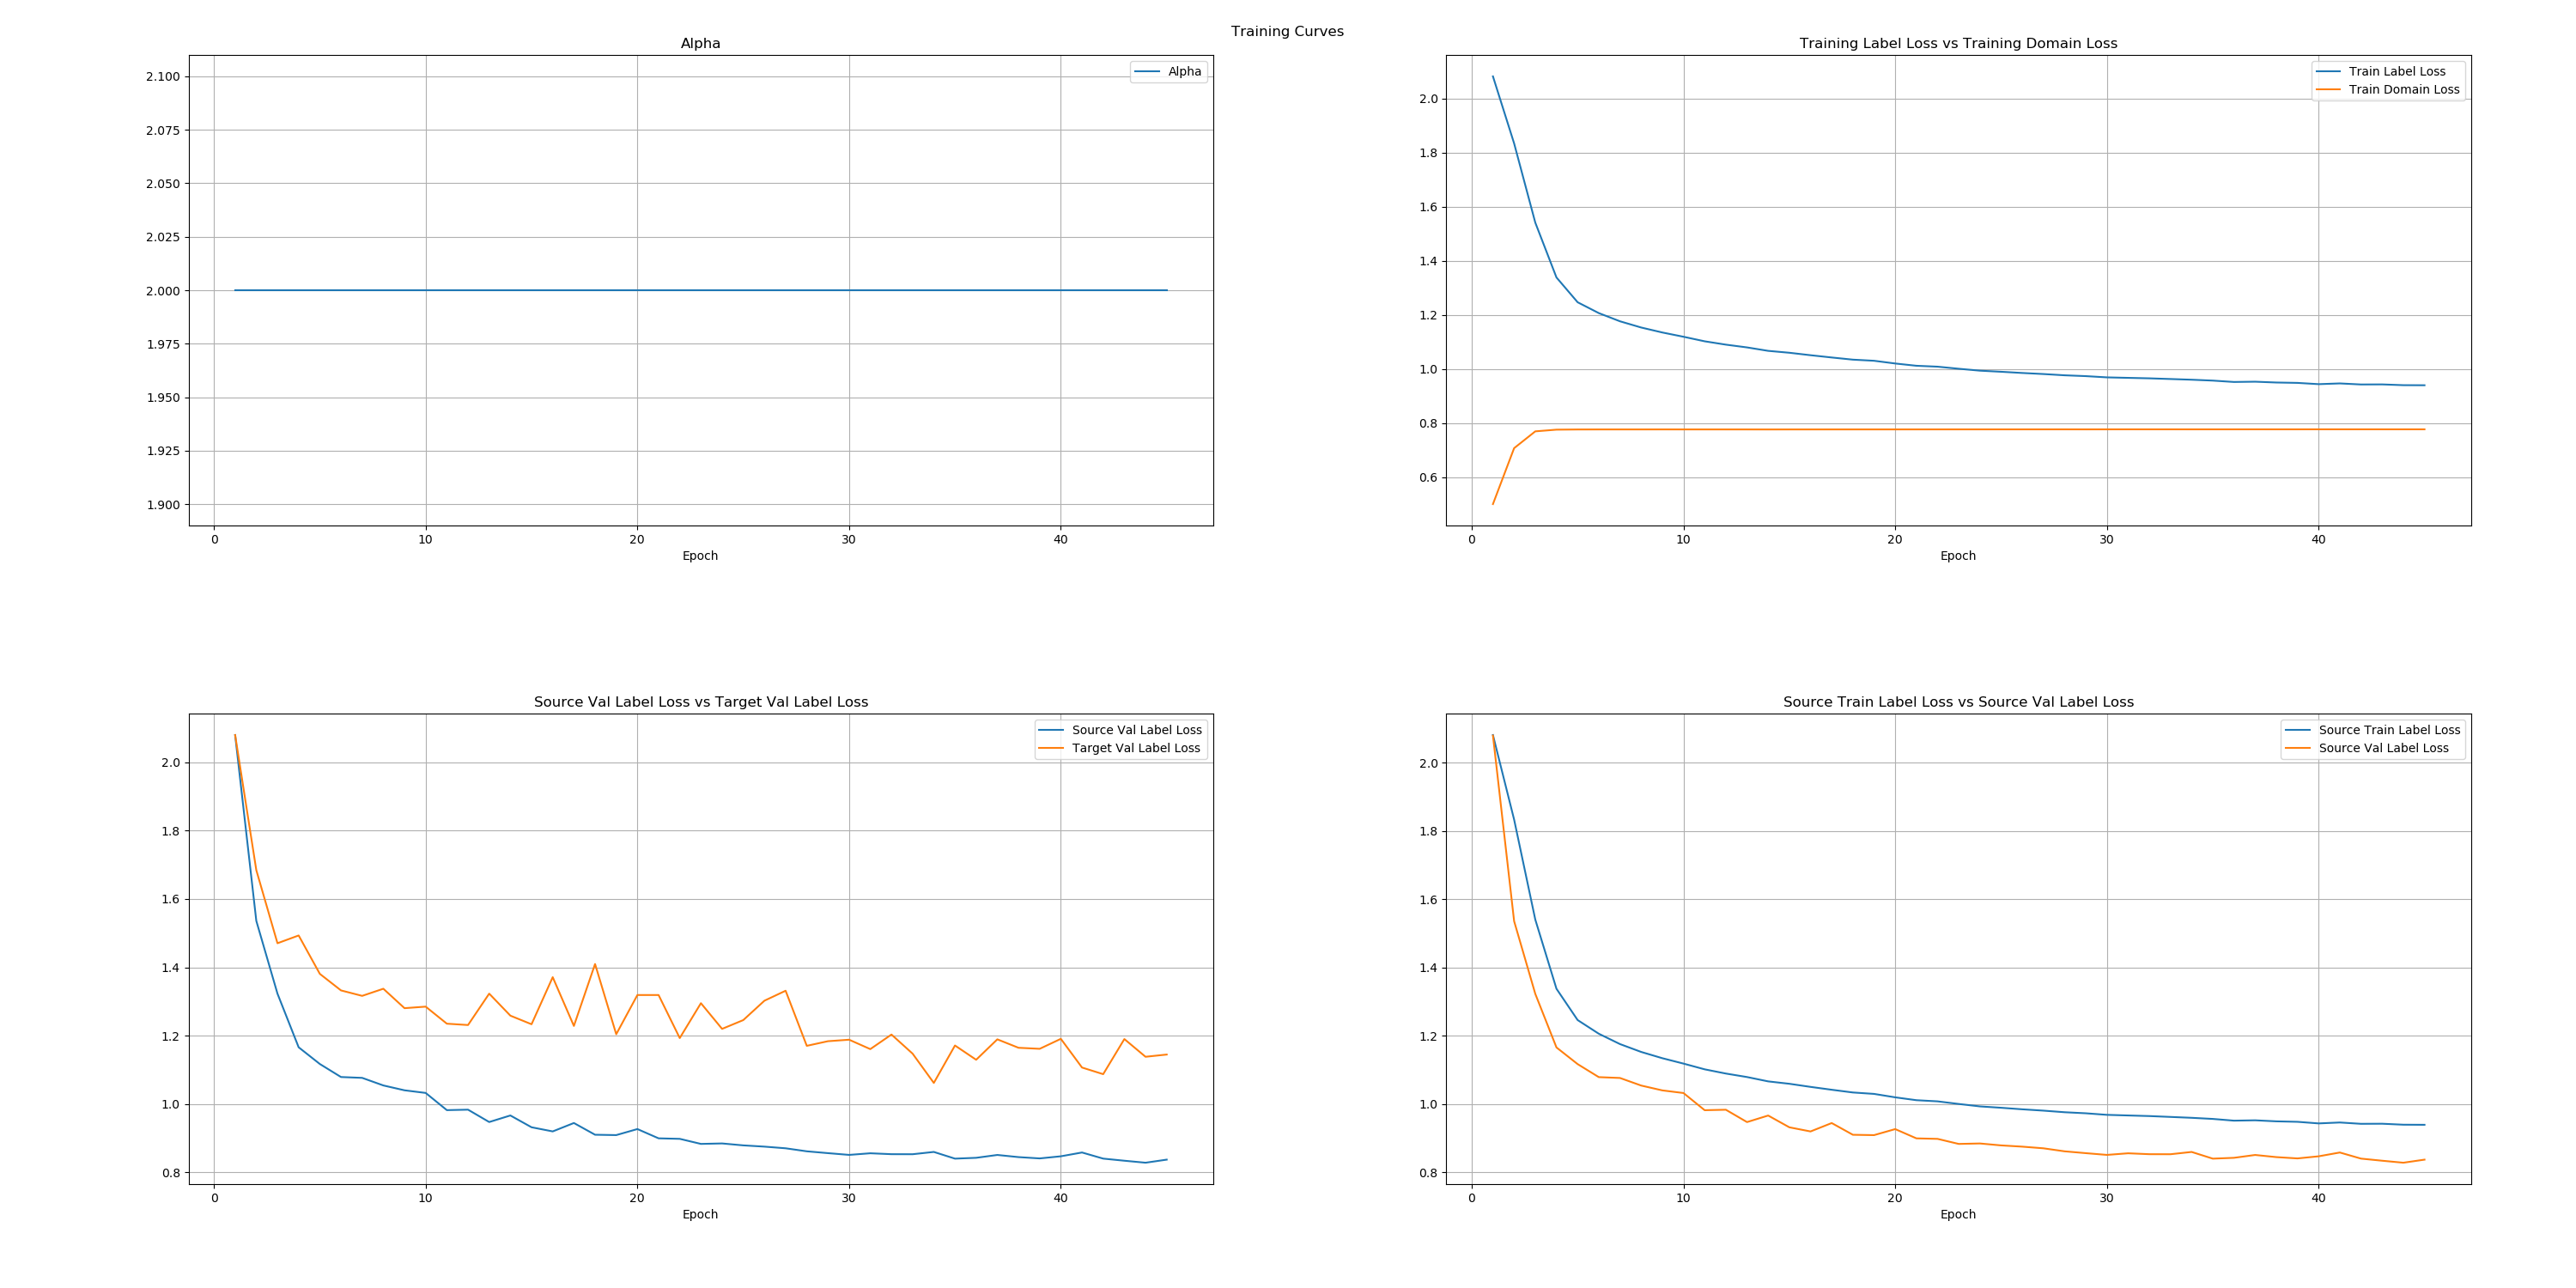 Training Curves
Alpha
Alpha
2.100
2.075
2.050
2.025
2.000
1.975
1.950
1.925
1.900
0 10 20 30 40
Epoch
Training Label Loss vs Training Domain Loss
Train Label Loss
Train Domain Loss
2.0
1.8
1.6
1.4
1.2
1.0
0.8
0.6
0 10 20 30 40
Epoch
Source Val Label Loss vs Target Val Label Loss
Source Val Label Loss
Target Val Label Loss
2.0
1.8
1.6
1.4
1.2
1.0
0.8
0 10 20 30 40
Epoch
Source Train Label Loss vs Source Val Label Loss
Source Train Label Loss
Source Val Label Loss
2.0
1.8
1.6
1.4
1.2
1.0
0.8
0 10 20 30 40
Epoch